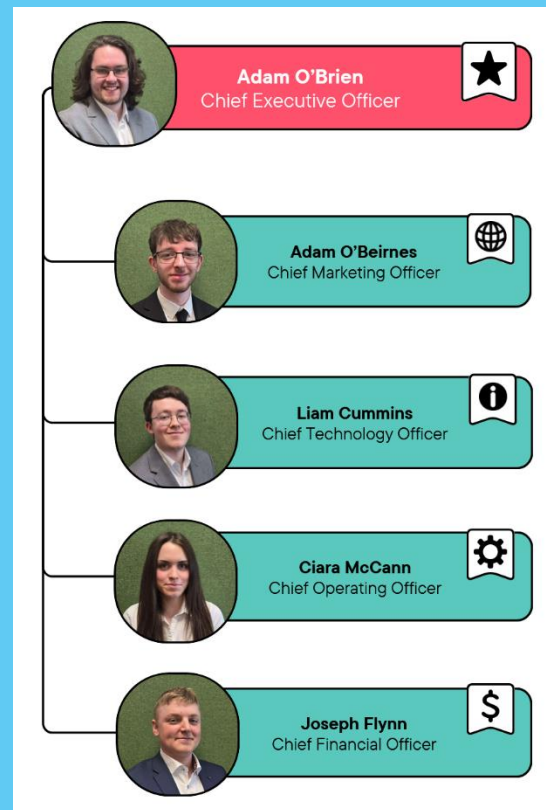 Adam O’Brien
Chief Executive Officer
Adam O’Beirnes
Chief Marketing Officer
Liam Cummins
Chief Technology Officer
Ciara McCann
Chief Operating Officer
Joseph Flynn
Chief Financial Officer